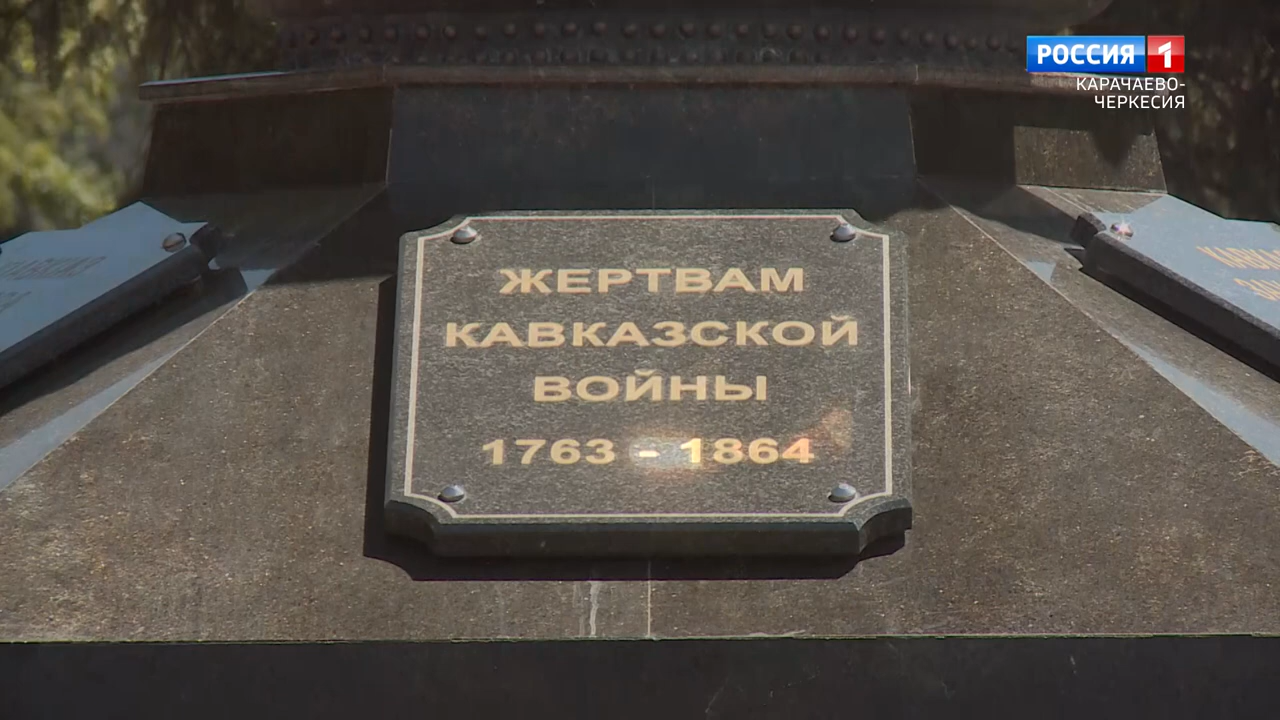 РОССИЯ 1
КАРАЧАЕВО-
ЧЕРКЕСИЯ
ЖЕРТВАМ
КАВКАЗСКОЙ
ВОЙНЫ
1763 - 1864